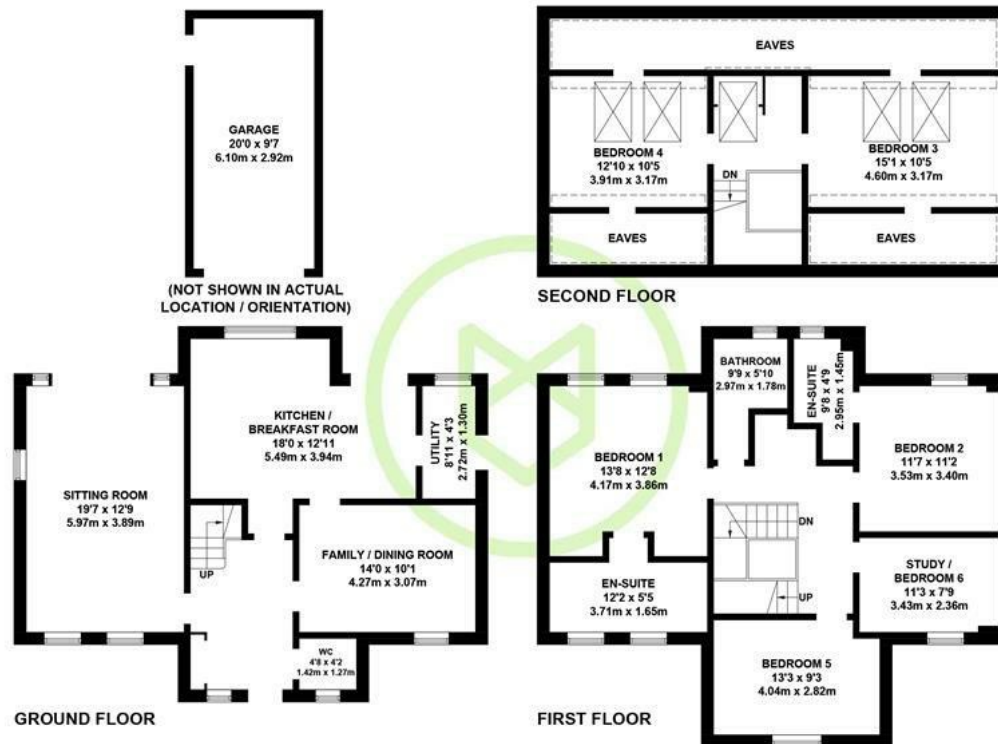 GARAGE
20'0 x 9'7
6.10m x 2.92m
(NOT SHOWN IN ACTUAL
LOCATION / ORIENTATION)
EAVES
BEDROOM 4
12'10 x 10'5
3.91m x 3.17m
DN
BEDROOM 3
15'1 x 10'5
4.60m x 3.17m
EAVES
EAVES
SECOND FLOOR
KITCHEN /
BREAKFAST ROOM
18'0 x 12'11
5.49m x 3.94m
UTILITY
8'11 x 4'3
2.72m x 1.30m
SITTING ROOM
19'7 x 12'9
5.97m x 3.89m
UP
FAMILY / DINING ROOM
14'0 x 10'1
4.27m x 3.07m
WC
4'8 x 4'2
1.42m x 1.27m
GROUND FLOOR
BATHROOM
9'9 x 5'10
2.97m x 1.78m
EN-SUITE
9'8 x 4'9
2.95m x 1.45m
BEDROOM 1
13'8 x 12'8
4.17m x 3.86m
BEDROOM 2
11'7 x 11'2
3.53m x 3.40m
DN
EN-SUITE
12'2 x 5'5
3.71m x 1.65m
UP
STUDY /
BEDROOM 6
11'3 x 7'9
3.43m x 2.36m
BEDROOM 5
13'3 x 9'3
4.04m x 2.82m
FIRST FLOOR